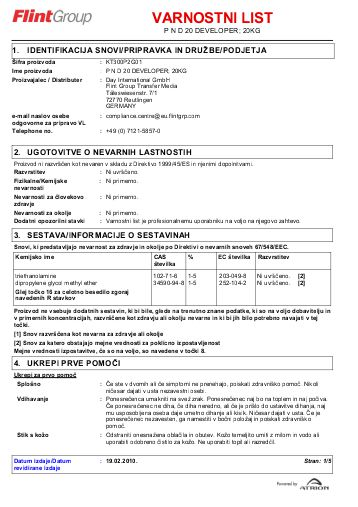 FlintGroup
VARNOSTNI LIST
P N D 20 DEVELOPER; 20KG
1. IDENTIFIKACIJA SNOVI/PRIPRAVKA IN DRUŽBE/PODJETJA
Šifra proizvoda : KT300P2G01
Ime proizvoda : P N D 20 DEVELOPER; 20KG
Proizvajalec / Distributer : Day International GmbH
Flint Group Transfer Media
Täleswiesenstr. 7/1
72770 Reutlingen
GERMANY
e-mail naslov osebe odgovorne za pripravo VL : compliance.centre@eu.flintgrp.com
Telephone no. : +49 (0) 7121-5857-0
2. UGOTOVITEV O NEVARNIH LASTNOSTIH
Proizvod ni razvrščen kot nevaren v skladu z Direktivo 1999/45/ES in njenimi dopolnitvami.
Razvrstitev : Ni uvrščeno.
Fizikalne/Kemijske nevarnosti : Ni primerno.
Nevarnosti za človekovo zdravje : Ni primerno.
Nevarnosti za okolje : Ni primerno.
Dodatni opozorilni stavki : Varnostni list je profesionalnemu uporabniku na voljo na njegovo zahtevo.
3. SESTAVA/INFORMACIJE O SESTAVINAH
Snovi, ki predstavljajo nevarnost za zdravje in okolje po Direktivi o nevarnih snoveh 67/548/EEC.
Kemijsko ime CAS številka % EC številka Razvrstitev
triethanolamine 102-71-6 1-5 203-049-8 Ni uvrščeno. [2]
dipropylene glycol methyl ether 34590-94-8 1-5 252-104-2 Ni uvrščeno. [2]
Glej točko 16 za celotno besedilo zgoraj
navedenih R stavkov
Proizvod ne vsebuje dodatnih sestavin, ki bi bile, glede na trenutno znane podatke, ki so na voljo dobavitelju in
v primernih koncentracijah, razvrščene kot zdravju ali okolju nevarne in ki bi jih bilo potrebno navajati v tej
točki.
[1] Snov razvrščena kot nevarna za zdravje ali okolje
[2] Snov za katero obstajajo mejne vrednosti za poklicno izpostavljenost
Mejne vrednosti izpostavitve, če so na voljo, so navedene v točki 8.
4. UKREPI PRVE POMOČI
Ukrepi za prvo pomoč
Splošno : Če ste v dvomih ali če simptomi ne prenehajo, poiskati zdravniško pomoč. Nikoli
ničesar dajati v usta nezavestni osebi.
Vdihavanje : Ponesrečenca umakniti na svež zrak. Ponesrečenec naj bo na toplem in naj počiva.
Če ponesrečenec ne diha, če diha neredno, ali če je prišlo do ustavitve dihanja, naj
mu usposobljena oseba daje umetno dihanje ali kisik. Ničesar dajati v usta. Če je
ponesrečenec nezavesten, ga namestiti v bočni položaj in poiskati zdravniško
pomoč.
Stik s kožo : Odstraniti onesnažena oblačila in obutev. Kožo temeljito umiti z milom in vodo ali
uporabiti odobreno čistilo za kožo. Ne uporabiti topil ali razredčil.
Datum izdaje/Datum revidirane izdaje : 19.02.2010. Stran: 1/5
Powered by ATRION